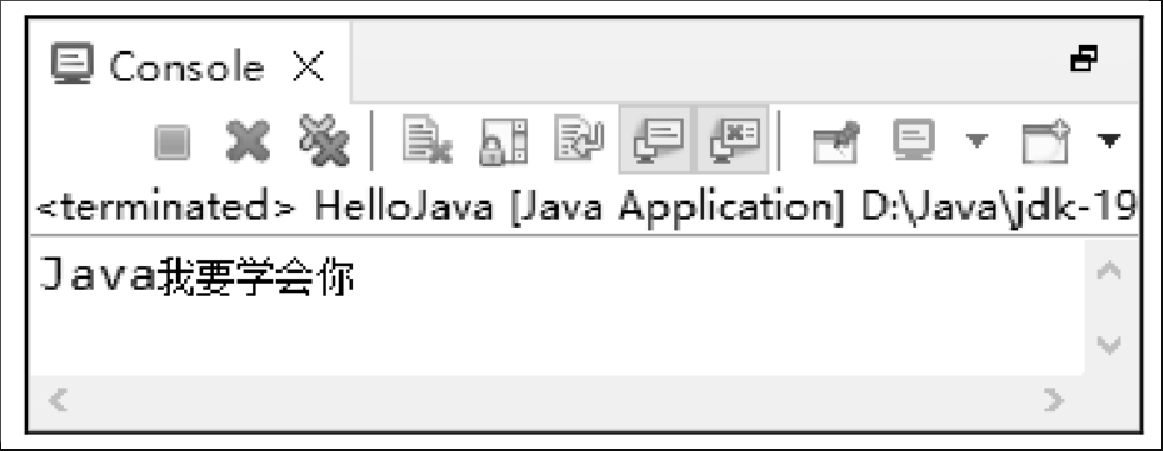 Console
<terminated> HelloJava [Java Application] D:\Java\jdk-19
Java我要学会你